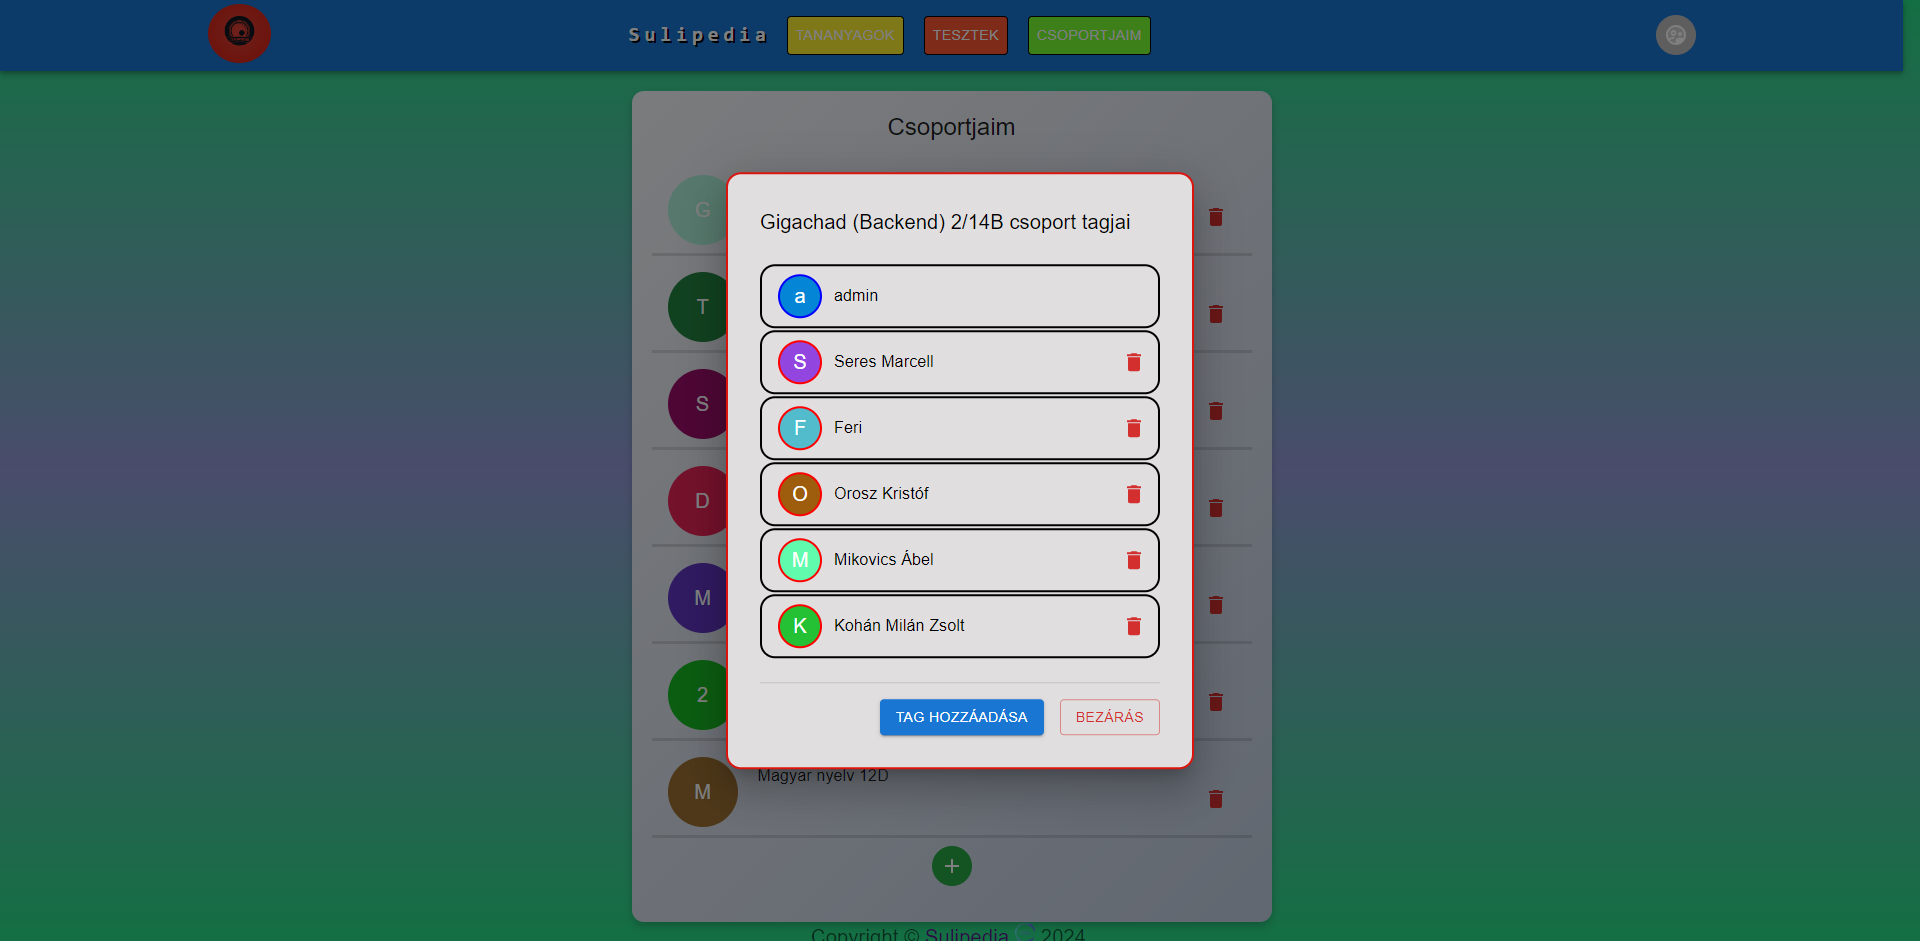 Sulipedia TANANYAGOK TESZTEK CSOPORTJAIM
Csoportjaim
G
T
S
D
M
2
M
Magyar nyelv 12D
Gigachad (Backend) 2/14B csoport tagjai
a admin
S Seres Marcell
F Feri
O Orosz Kristóf
M Mikovics Ábel
K Kohán Milán Zsolt
TAG HOZZÁADÁSA BEZÁRÁS
Copyright © Sulipedia 2024